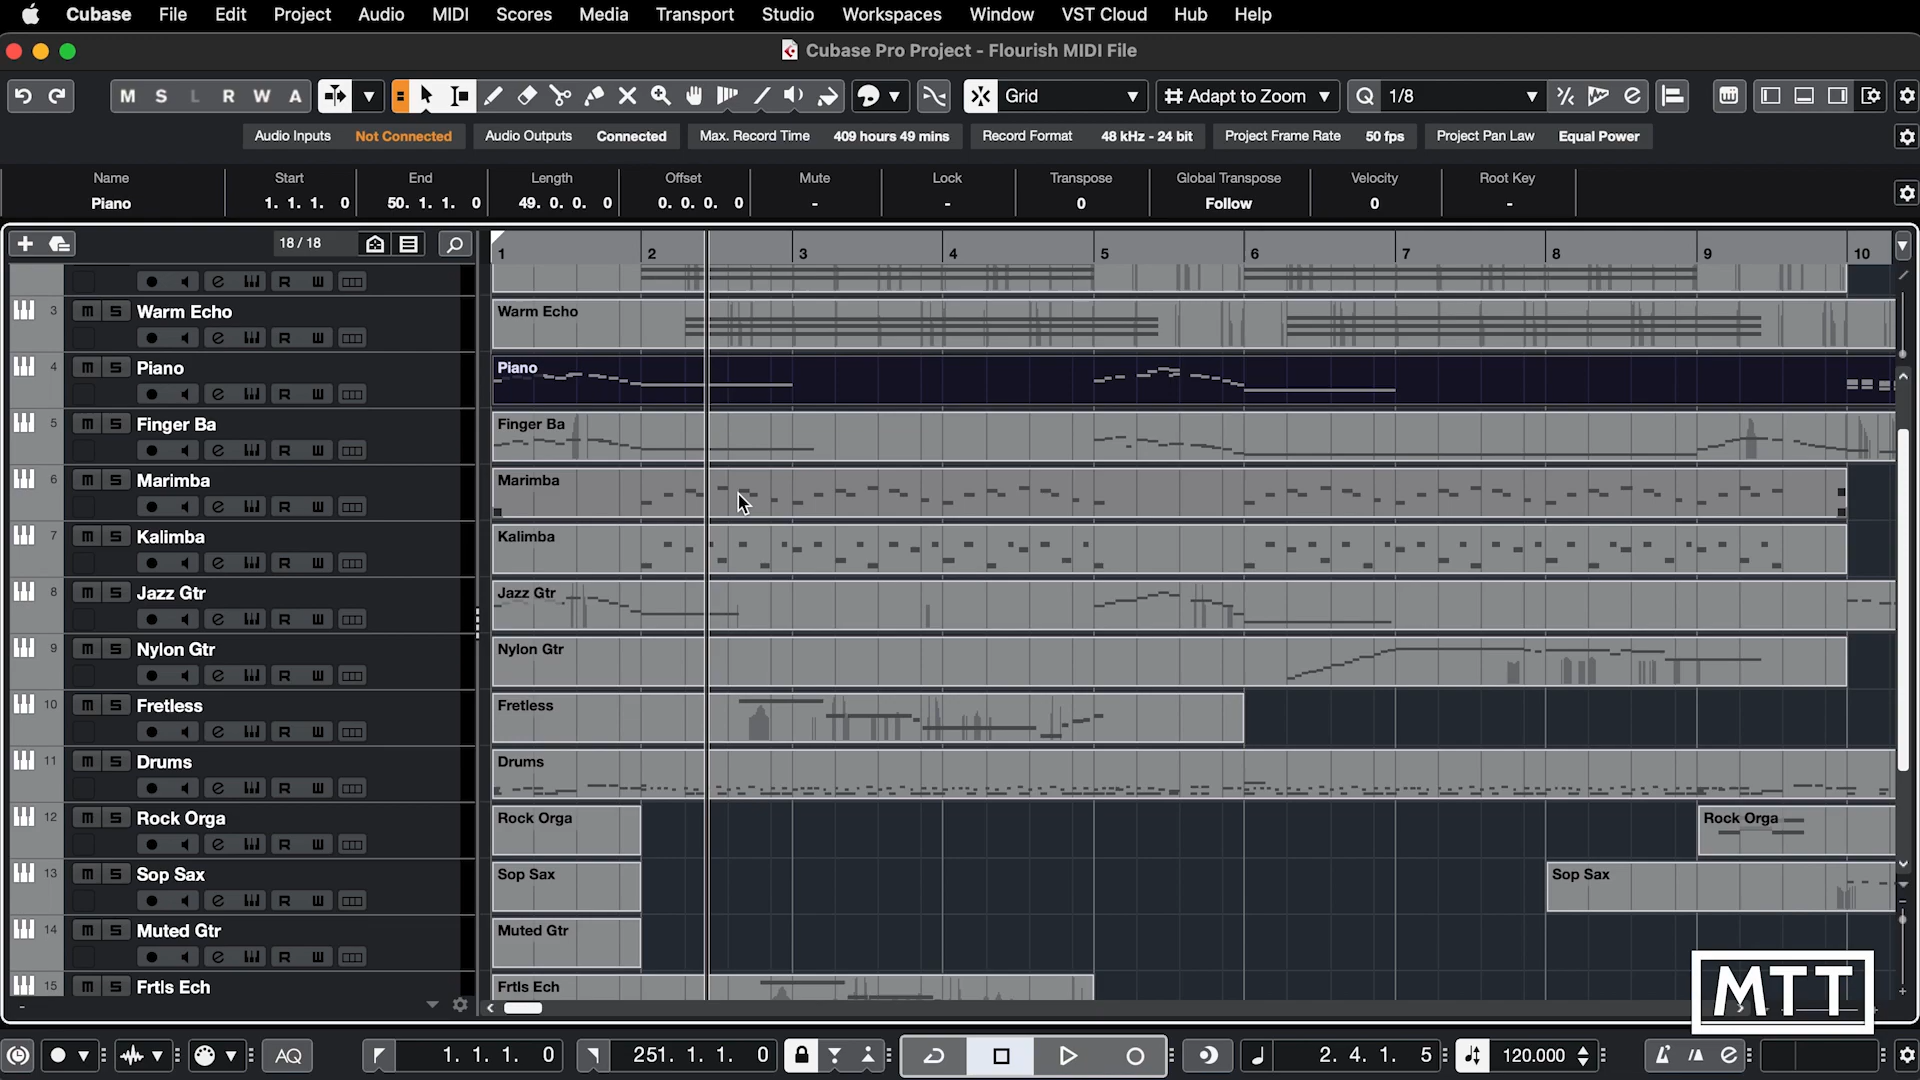 Cubase File Edit Project Audio MIDI Scores Media Transport Studio Workspaces Window VST Cloud Hub Help
Cubase Pro Project - Flourish MIDI File
M S L R W A Grid Adapt to Zoom Q 1/8
Audio Inputs Not Connected Audio Outputs Connected Max. Record Time 409 hours 49 mins Record Format 48 kHz - 24 bit Project Frame Rate 50 fps Project Pan Law Equal Power
Name Start End Length Offset Mute Lock Transpose Global Transpose Velocity Root Key
Piano 1. 1. 1. 0 50. 1. 1. 0 49. 0. 0. 0 0. 0. 0. 0 - - 0 Follow 0 -
18 / 18 1 2 3 4 5 6 7 8 9 10
R
3 m S Warm Echo Warm Echo
R
4 m S Piano Piano
R
5 m S Finger Ba Finger Ba
R
6 m S Marimba Marimba
R
7 m S Kalimba Kalimba
R
8 m S Jazz Gtr Jazz Gtr
R
9 m S Nylon Gtr Nylon Gtr
R
10 m S Fretless Fretless
R
11 m S Drums Drums
R
12 m S Rock Orga Rock Orga Rock Orga
R
13 m S Sop Sax Sop Sax Sop Sax
R
14 m S Muted Gtr Muted Gtr
R
15 m S Frtls Ech Frtls Ech
MTT
AQ 1. 1. 1. 0 251. 1. 1. 0 2. 4. 1. 5 120.000